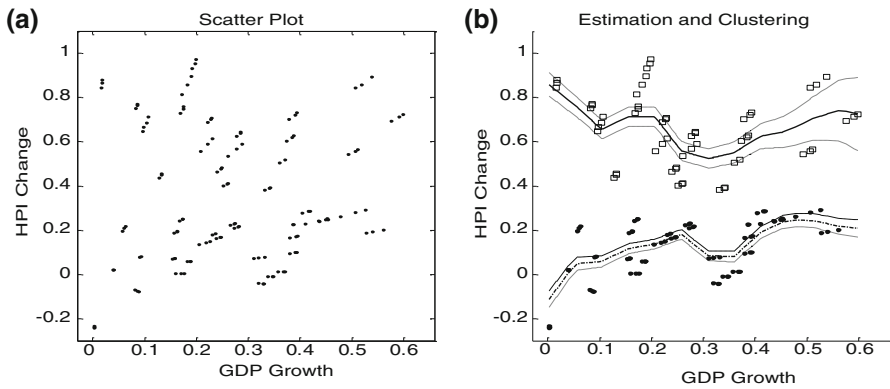 (a)
Scatter Plot
HPI Change
1
0.8
0.6
0.4
0.2
0
-0.2
0 0.1 0.2 0.3 0.4 0.5 0.6
GDP Growth
(b)
Estimation and Clustering
HPI Change
1
0.8
0.6
0.4
0.2
0
-0.2
0 0.1 0.2 0.3 0.4 0.5 0.6
GDP Growth